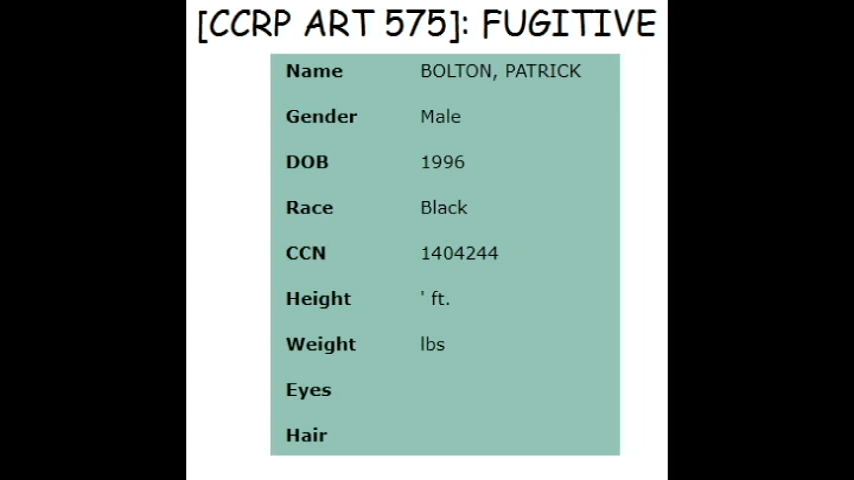 [CCRP ART 575]: FUGITIVE
Name BOLTON, PATRICK
Gender Male
DOB 1996
Race Black
CCN 1404244
Height ' ft.
Weight lbs
Eyes
Hair